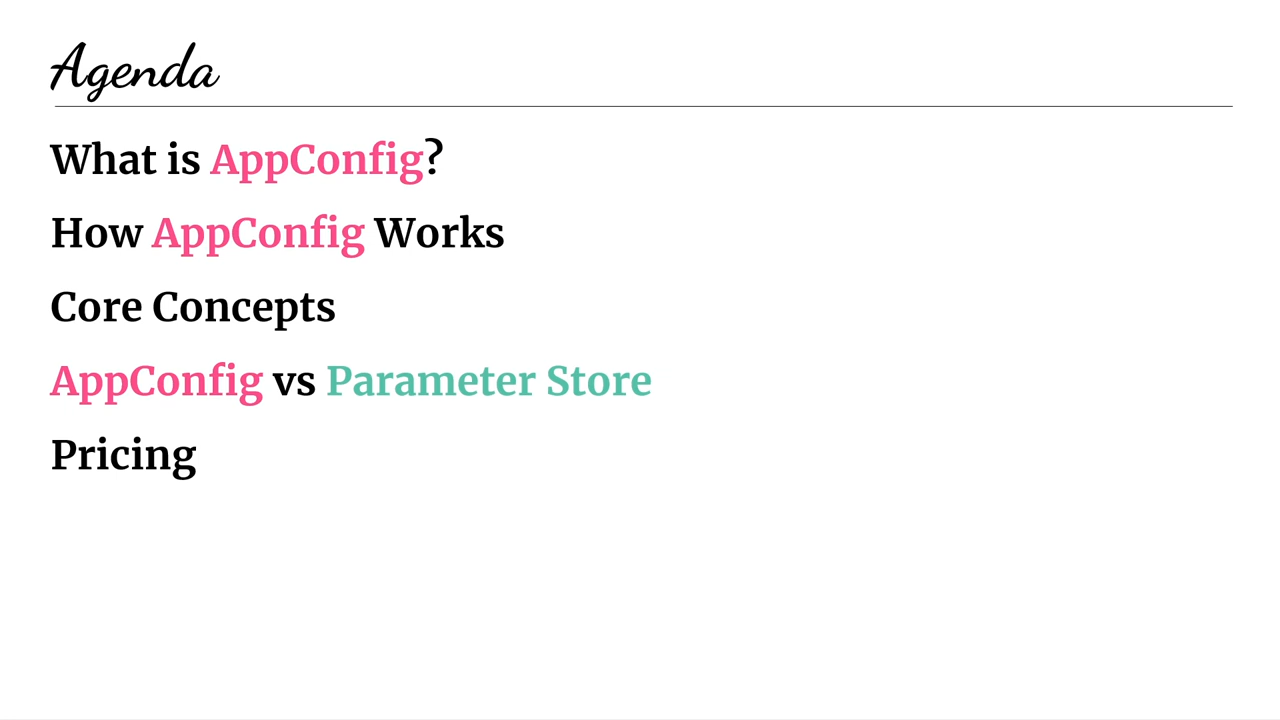 Agenda
What is AppConfig?
How AppConfig Works
Core Concepts
AppConfig vs Parameter Store
Pricing